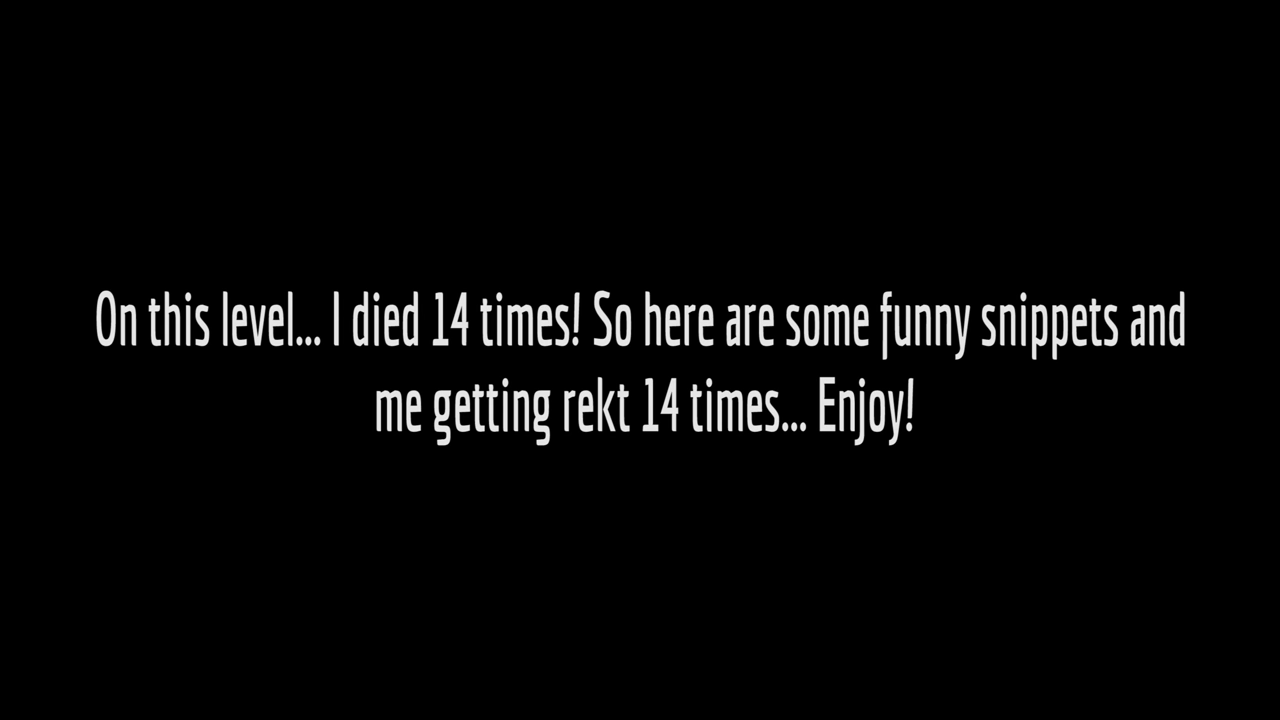 On this level... I died 14 times! So here are some funny snippets and
me getting rekt 14 times... Enjoy!